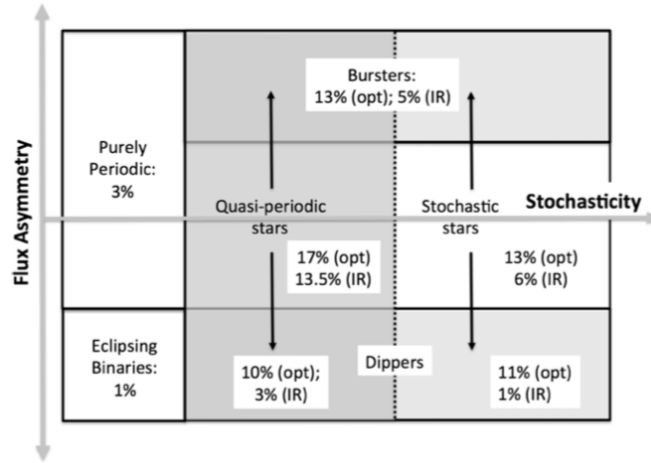 Bursters:
13% (opt); 5% (IR)
Purely
Periodic:
3%
Flux Asymmetry
Quasi-periodic
stars
Stochastic
stars
Stochasticity
17% (opt)
13.5% (IR)
13% (opt)
6% (IR)
Eclipsing
Binaries:
1%
Dippers
10% (opt);
3% (IR)
11% (opt)
1% (IR)